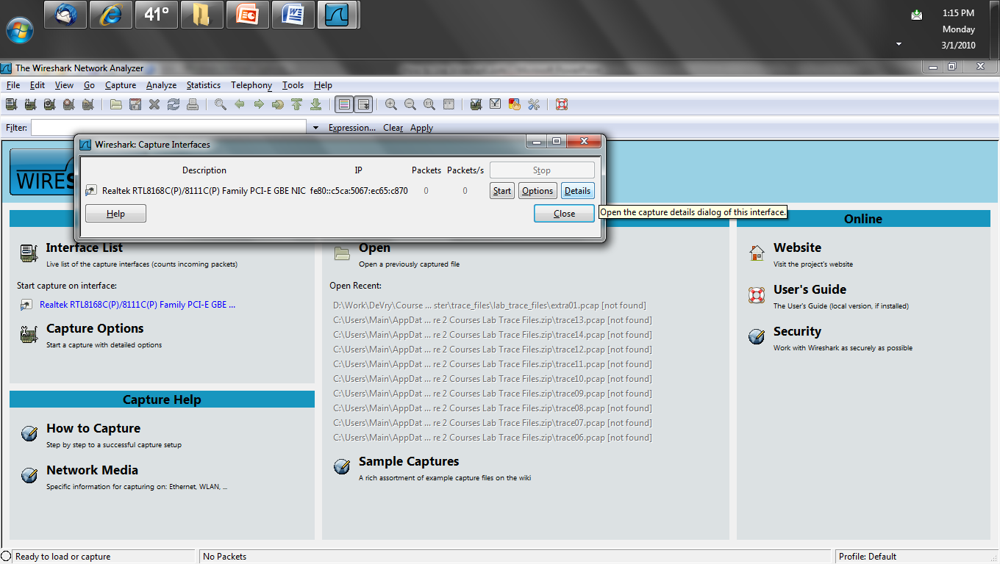 41°
1:15 PM
Monday
3/1/2010
The Wireshark Network Analyzer
File Edit View Go Capture Analyze Statistics Telephony Tools Help
Filter: Expression... Clear Apply
Wireshark: Capture Interfaces
Description IP Packets Packets/s Stop
Realtek RTL8168C(P)/8111C(P) Family PCI-E GBE NIC fe80::c5ca:5067:ec65:c870 0 0 Start Options Details
Help Close
Open the capture details dialog of this interface.
WIRES
Interface List
Live list of the capture interfaces (counts incoming packets)
Start capture on interface:
Realtek RTL8168C(P)/8111C(P) Family PCI-E GBE ...
Capture Options
Start a capture with detailed options
Capture Help
How to Capture
Step by step to a successful capture setup
Network Media
Specific information for capturing on: Ethernet, WLAN, ...
Open
Open a previously captured file
Open Recent:
D:\Work\DeVry\Course ... ster\trace_files\lab_trace_files\extra01.pcap [not found]
C:\Users\Main\AppDat ... re 2 Courses Lab Trace Files.zip\trace13.pcap [not found]
C:\Users\Main\AppDat ... re 2 Courses Lab Trace Files.zip\trace14.pcap [not found]
C:\Users\Main\AppDat ... re 2 Courses Lab Trace Files.zip\trace12.pcap [not found]
C:\Users\Main\AppDat ... re 2 Courses Lab Trace Files.zip\trace11.pcap [not found]
C:\Users\Main\AppDat ... re 2 Courses Lab Trace Files.zip\trace10.pcap [not found]
C:\Users\Main\AppDat ... re 2 Courses Lab Trace Files.zip\trace09.pcap [not found]
C:\Users\Main\AppDat ... re 2 Courses Lab Trace Files.zip\trace08.pcap [not found]
C:\Users\Main\AppDat ... re 2 Courses Lab Trace Files.zip\trace07.pcap [not found]
C:\Users\Main\AppDat ... re 2 Courses Lab Trace Files.zip\trace06.pcap [not found]
Sample Captures
A rich assortment of example capture files on the wiki
Online
Website
Visit the project's website
User's Guide
The User's Guide (local version, if installed)
Security
Work with Wireshark as securely as possible
Ready to load or capture
No Packets
Profile: Default